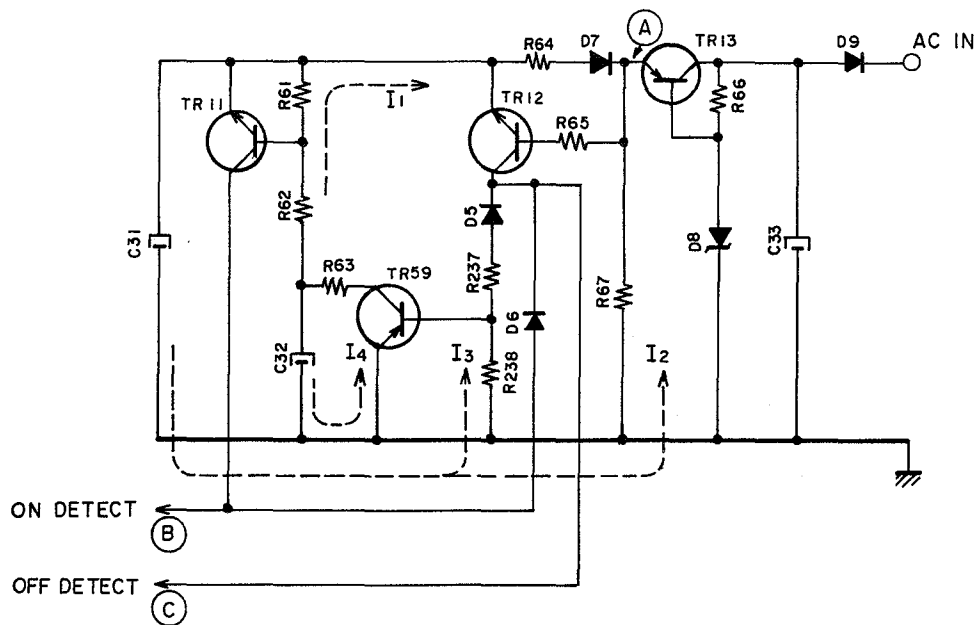 A
AC IN
R64
D7
TR13
D9
R61
I1
TR11
TR12
R65
R66
R62
C31
D5
D8
C33
R63
TR59
R237
D6
R67
C32
I4
I3
R238
I2
ON DETECT
B
OFF DETECT
C